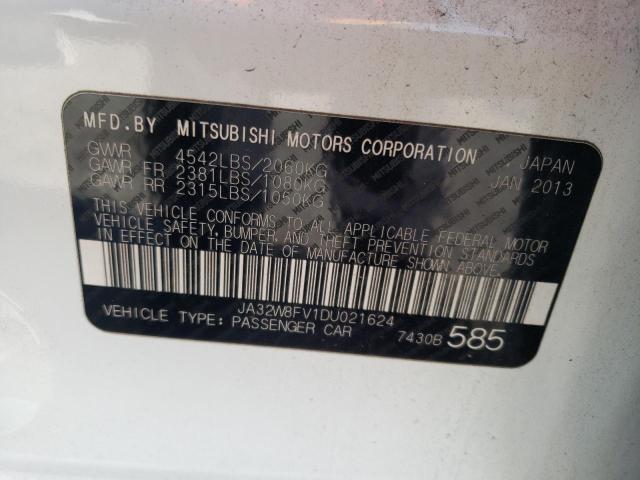 MFD.BY MITSUBISHI MOTORS CORPORATION JAPAN
GVWR 4542LBS/2060KG JAN 2013
GAWR FR 2381LBS/1080KG
GAWR RR 2315LBS/1050KG
THIS VEHICLE CONFORMS TO ALL APPLICABLE FEDERAL MOTOR
VEHICLE SAFETY, BUMPER, AND THEFT PREVENTION STANDARDS
IN EFFECT ON THE DATE OF MANUFACTURE SHOWN ABOVE.
JA32W8FV1DU021624
VEHICLE TYPE: PASSENGER CAR 7430B 585